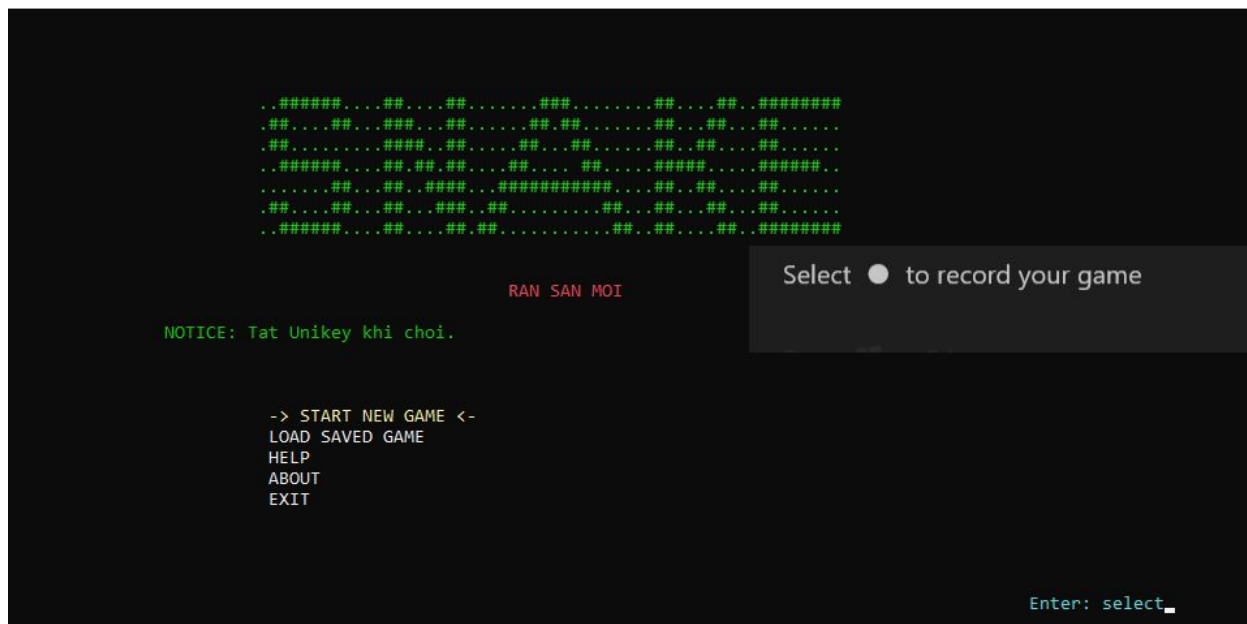 ..######....##....##.......###........##....##..########
.##....##...###...##......##.##.......##...##...##......
.##.........####..##.....##...##......##..##....##......
..######....##.##.##....##.... ##.....#####.....######..
.......##...##..####...###########....##..##....##......
.##....##...##...###..##.........##...##...##...##......
..######....##....##.##...........##..##....##..########
Select ● to record your game
RAN SAN MOI
NOTICE: Tat Unikey khi choi.
-> START NEW GAME <-
LOAD SAVED GAME
HELP
ABOUT
EXIT
Enter: select